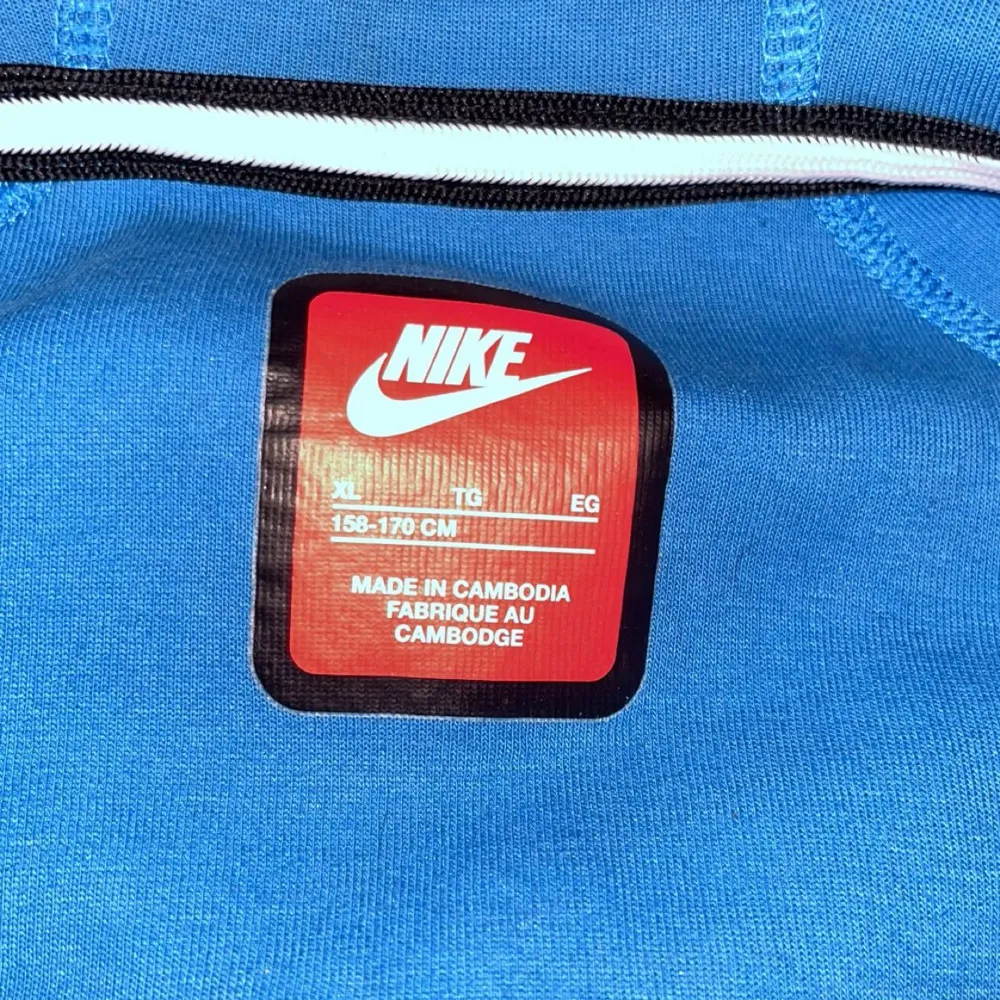 NIKE
XL TG EG
158-170 CM
MADE IN CAMBODIA
FABRIQUE AU
CAMBODGE